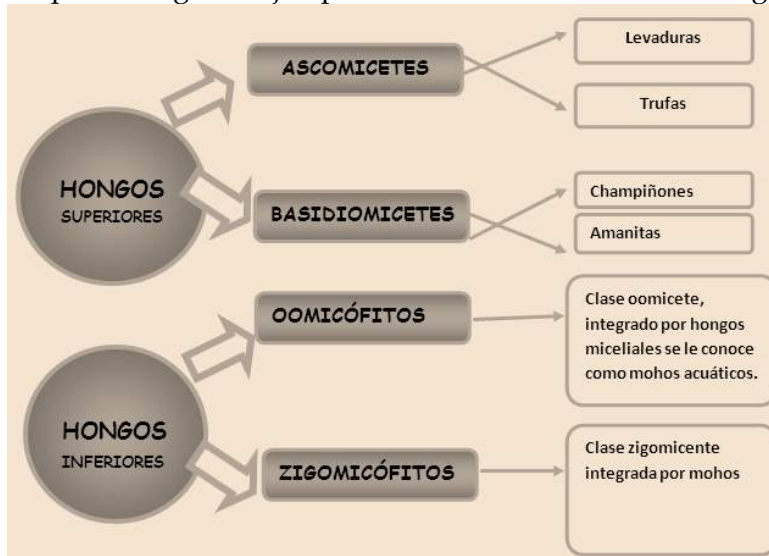 HONGOS
SUPERIORES
ASCOMICETES
Levaduras
Trufas
BASIDIOMICETES
Champiñones
Amanitas
HONGOS
INFERIORES
OOMICÓFITOS
Clase oomicete,
integrado por hongos
miceliales se le conoce
como mohos acuáticos.
ZIGOMICÓFITOS
Clase zigomicente
integrada por mohos